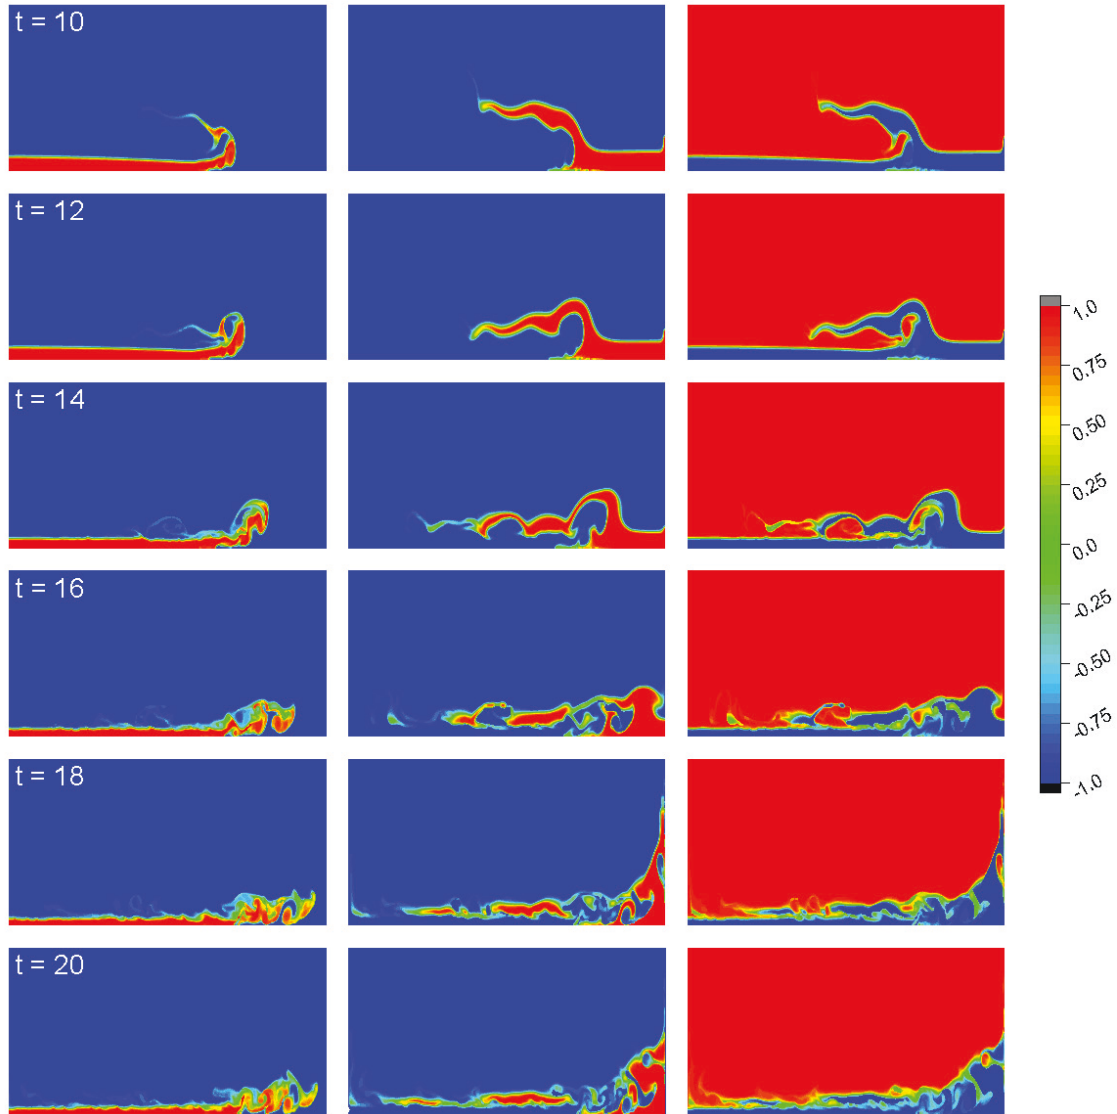 t = 10
t = 12
t = 14
t = 16
t = 18
t = 20
1.0
0.75
0.50
0.25
0.0
-0.25
-0.50
-0.75
-1.0